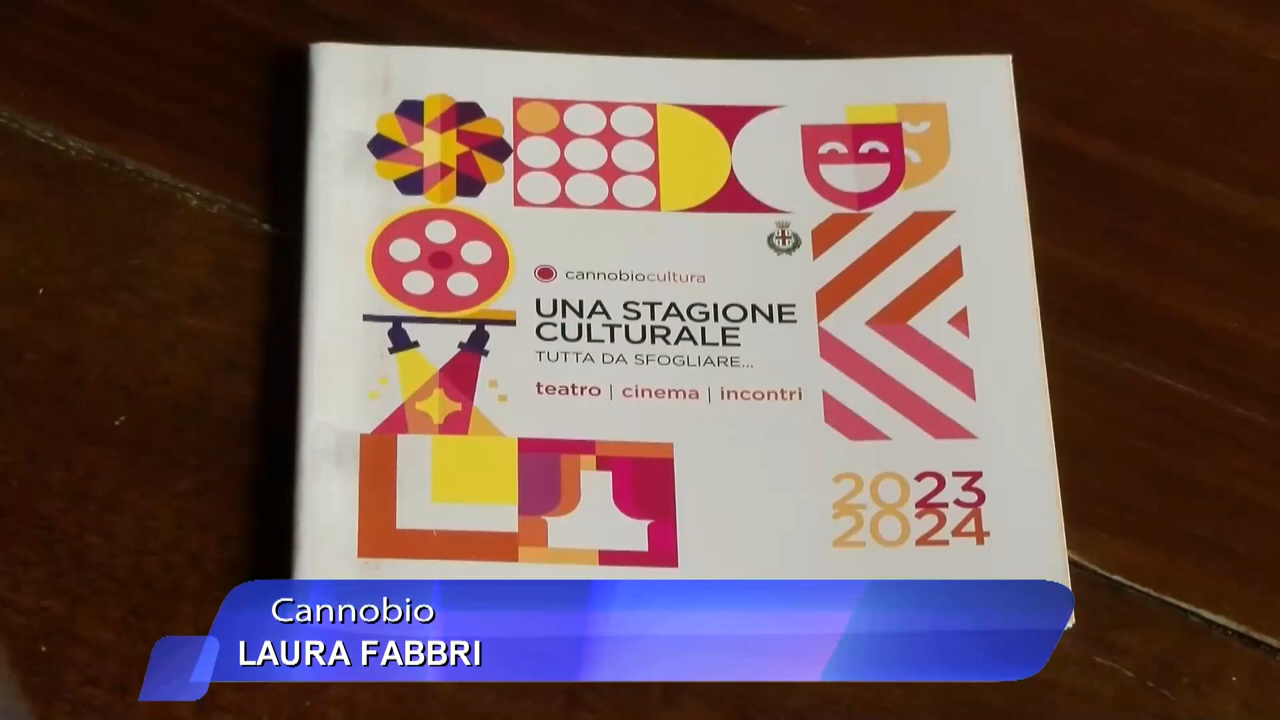 cannobiocultura
UNA STAGIONE
CULTURALE
TUTTA DA SFOGLIARE...
teatro | cinema | incontri
2023
2024
Cannobio
LAURA FABBRI